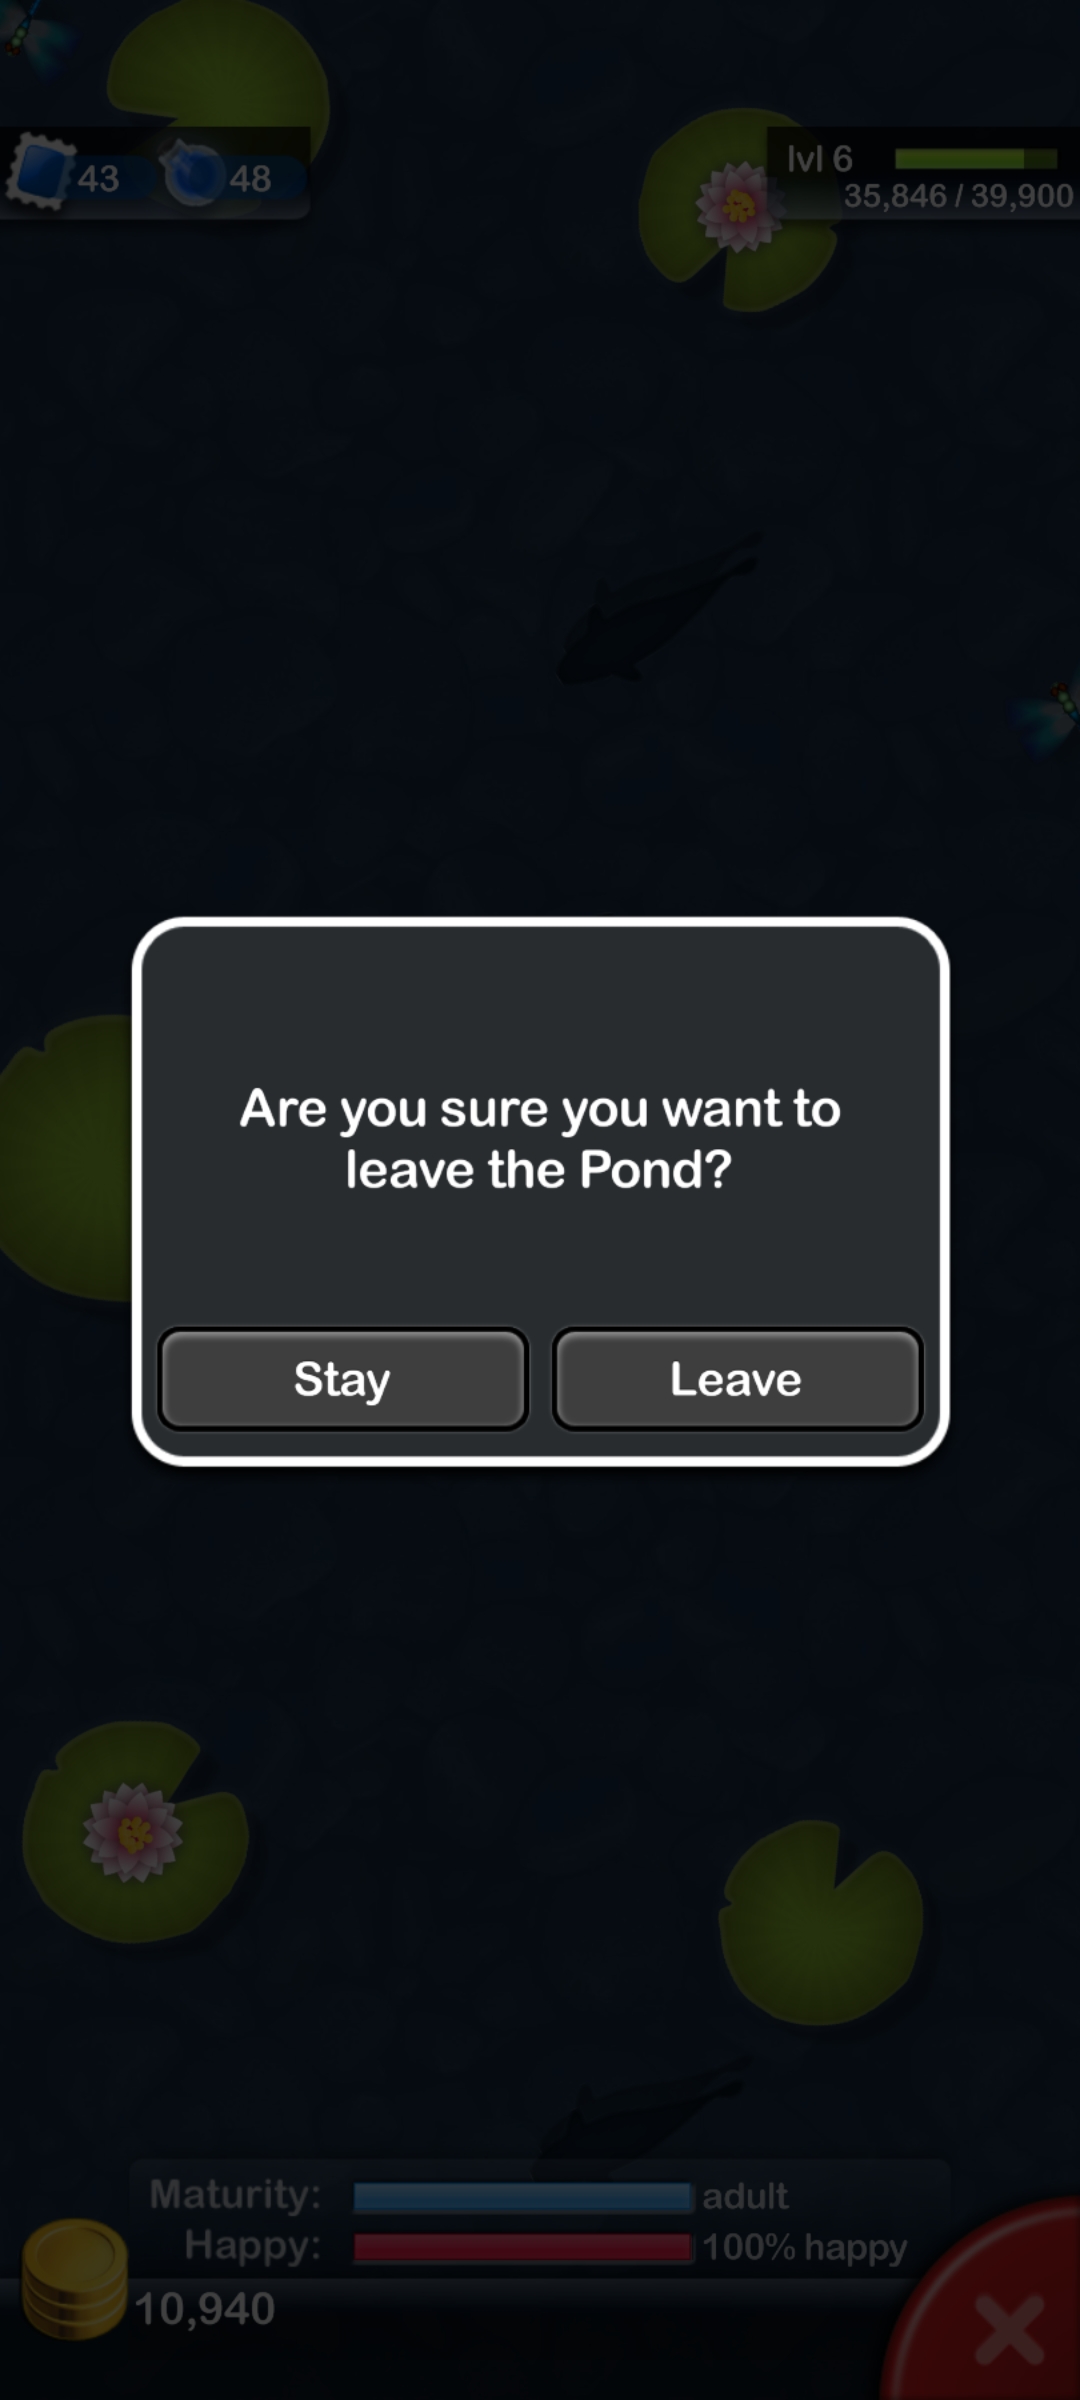 43 48
lvl 6
35,846 / 39,900
Are you sure you want to
leave the Pond?
Stay Leave
Maturity: adult
Happy: 100% happy
10,940